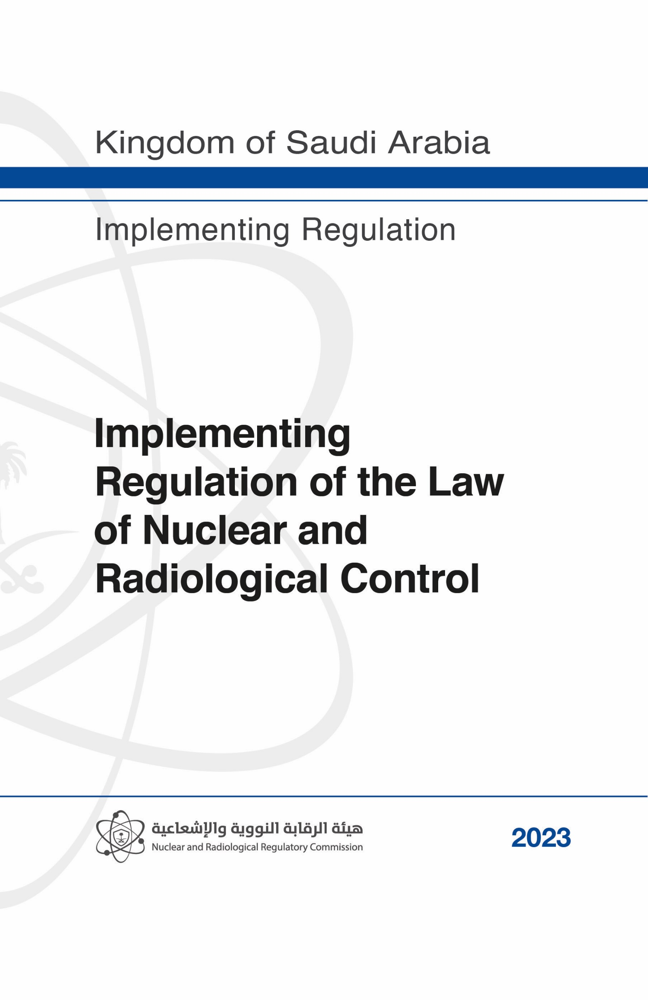 Kingdom of Saudi Arabia
Implementing Regulation
Implementing
Regulation of the Law
of Nuclear and
Radiological Control
هيئة الرقابة النووية والإشعاعية
Nuclear and Radiological Regulatory Commission
2023